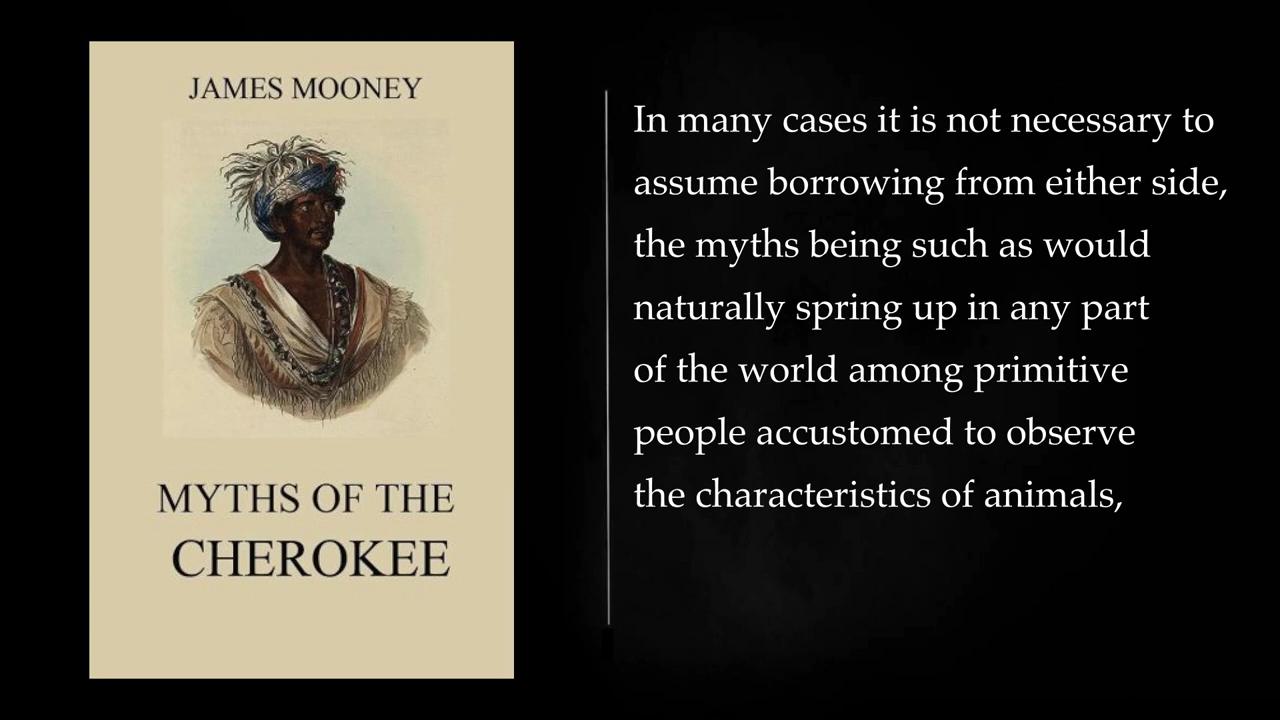 JAMES MOONEY
MYTHS OF THE
CHEROKEE
In many cases it is not necessary to
assume borrowing from either side,
the myths being such as would
naturally spring up in any part
of the world among primitive
people accustomed to observe
the characteristics of animals,